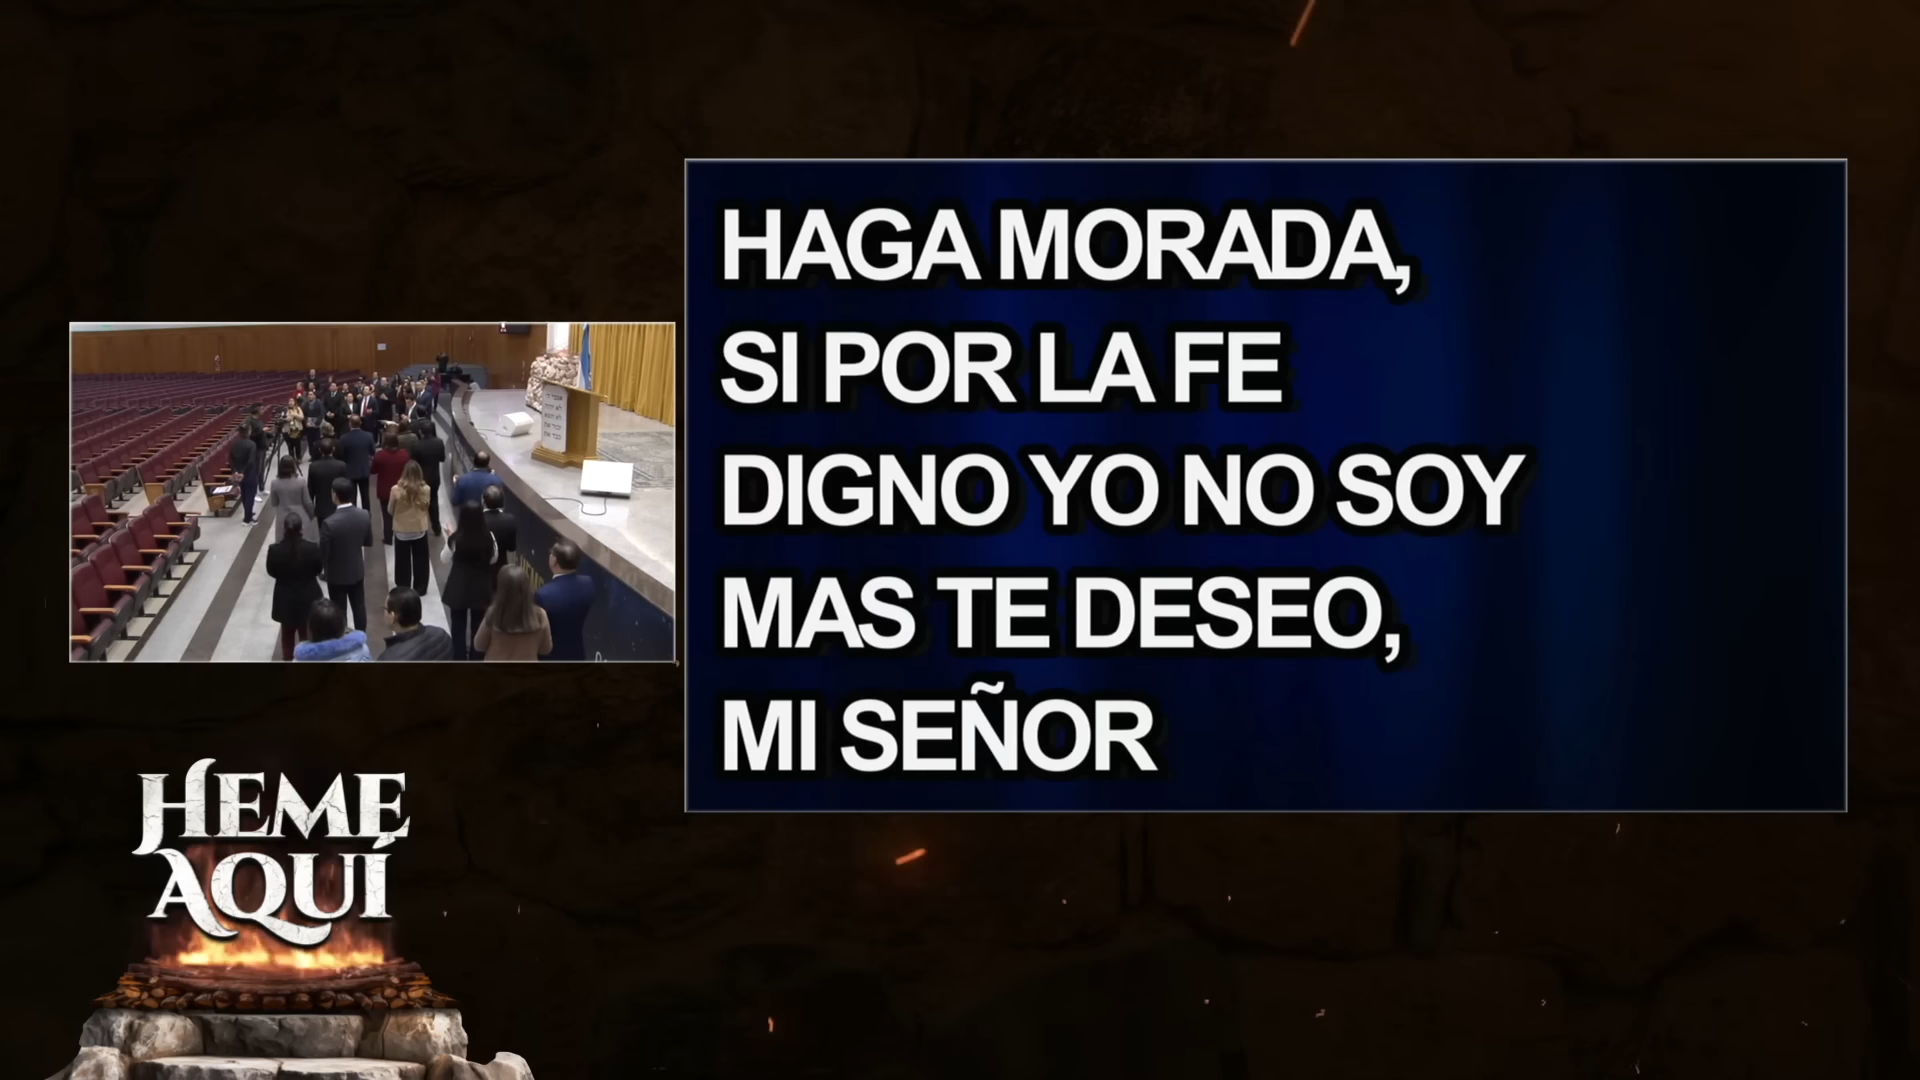 HAGA MORADA,
SI POR LA FE
DIGNO YO NO SOY
MAS TE DESEO,
MI SEÑOR
HEME
AQUÍ